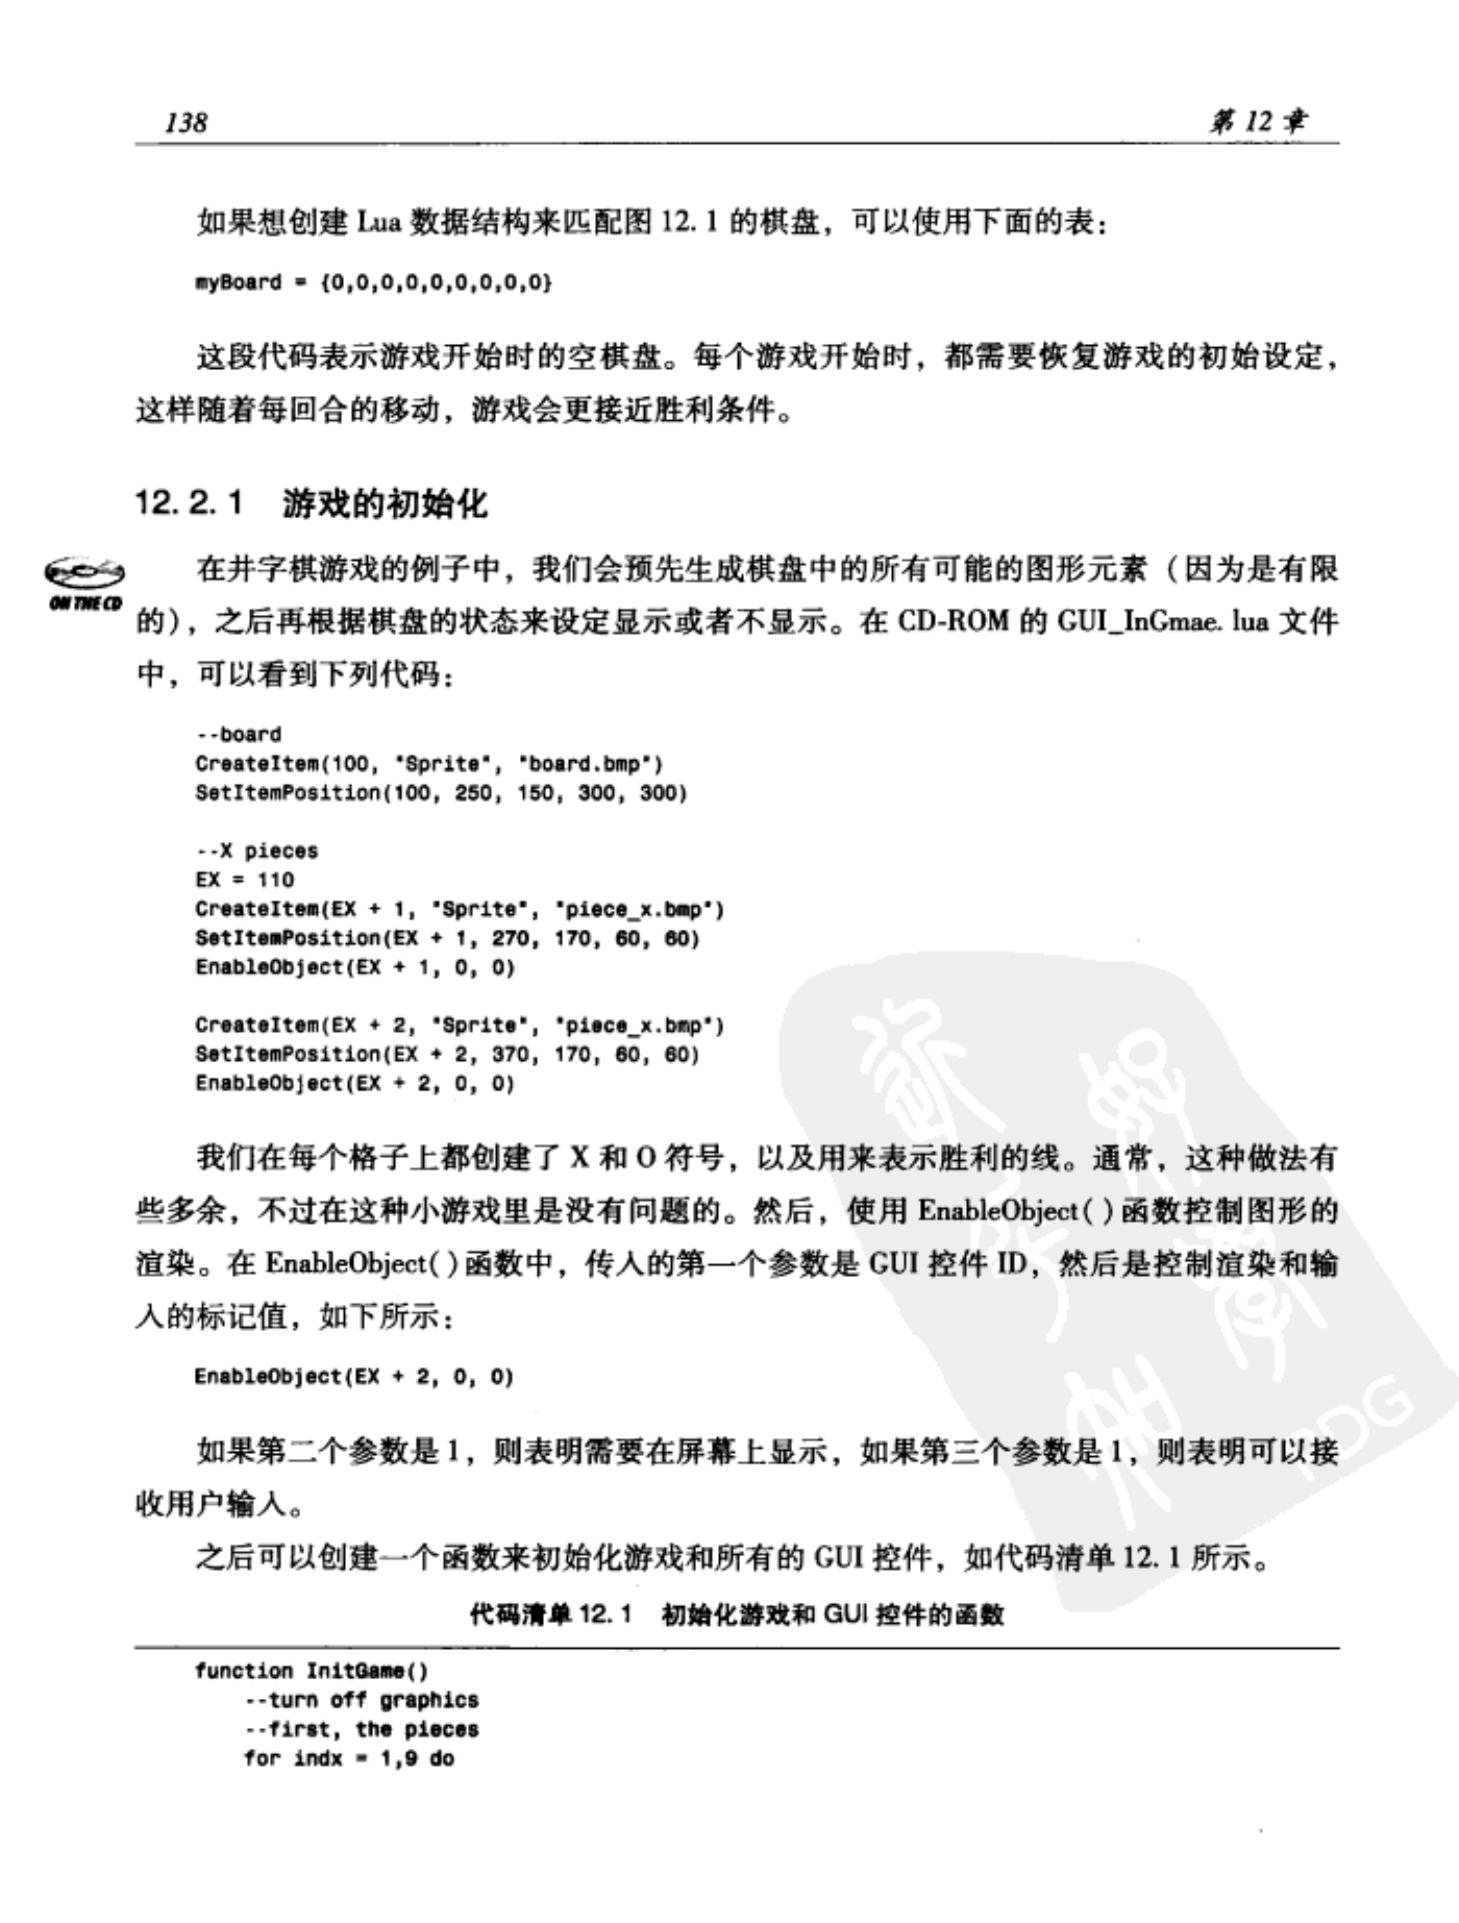 138
第 12 章
如果想创建 Lua 数据结构来匹配图 12. 1 的棋盘，可以使用下面的表：
myBoard = {0,0,0,0,0,0,0,0,0}
这段代码表示游戏开始时的空棋盘。每个游戏开始时，都需要恢复游戏的初始设定，
这样随着每回合的移动，游戏会更接近胜利条件。
12. 2. 1 游戏的初始化
在井字棋游戏的例子中，我们会预先生成棋盘中的所有可能的图形元素（因为是有限
ON THE CD
的），之后再根据棋盘的状态来设定显示或者不显示。在 CD-ROM 的 GUI_InGmae. lua 文件
中，可以看到下列代码：
--board
CreateItem(100, "Sprite", "board.bmp")
SetItemPosition(100, 250, 150, 300, 300)
--X pieces
EX = 110
CreateItem(EX + 1, "Sprite", "piece_x.bmp")
SetItemPosition(EX + 1, 270, 170, 60, 60)
EnableObject(EX + 1, 0, 0)
CreateItem(EX + 2, "Sprite", "piece_x.bmp")
SetItemPosition(EX + 2, 370, 170, 60, 60)
EnableObject(EX + 2, 0, 0)
我们在每个格子上都创建了 X 和 O 符号，以及用来表示胜利的线。通常，这种做法有
些多余，不过在这种小游戏里是没有问题的。然后，使用 EnableObject( )函数控制图形的
渲染。在 EnableObject( )函数中，传入的第一个参数是 GUI 控件 ID，然后是控制渲染和输
入的标记值，如下所示：
EnableObject(EX + 2, 0, 0)
如果第二个参数是 1，则表明需要在屏幕上显示，如果第三个参数是 1，则表明可以接
收用户输入。
之后可以创建一个函数来初始化游戏和所有的 GUI 控件，如代码清单 12. 1 所示。
代码清单 12. 1 初始化游戏和 GUI 控件的函数
function InitGame()
--turn off graphics
--first, the pieces
for indx = 1,9 do
PDG